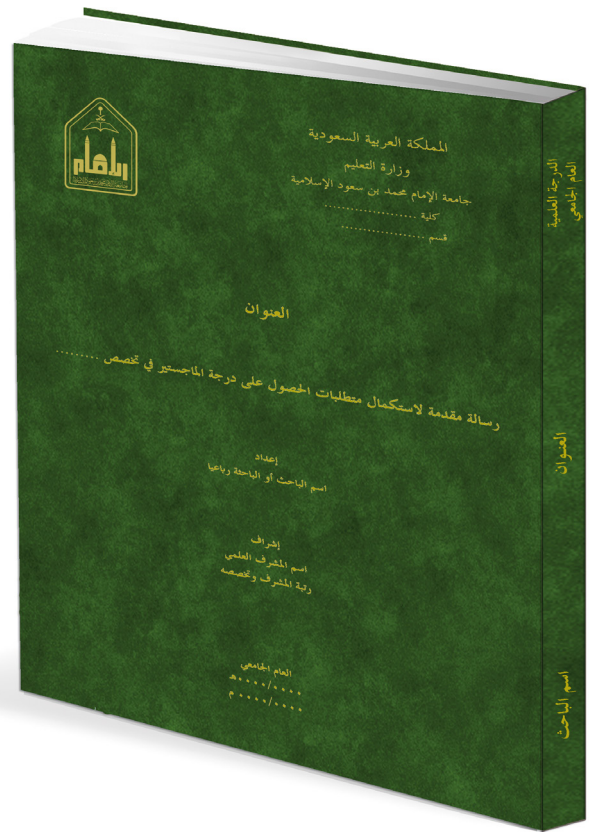 المملكة العربية السعودية
وزارة التعليم
جامعة الإمام محمد بن سعود الإسلامية
كلية ......................
قسم ....................
العنوان
رسالة مقدمة لاستكمال متطلبات الحصول على درجة الماجستير في تخصص .........
إعداد
اسم الباحث أو الباحثة رباعيا
إشراف
اسم المشرف العلمي
رتبة المشرف وتخصصه
العام الجامعي
٠٠٠٠/٠٠٠٠هـ
٠٠٠٠/٠٠٠٠ م
الدرجة العلمية
العام الجامعي
العنوان
اسم الباحث